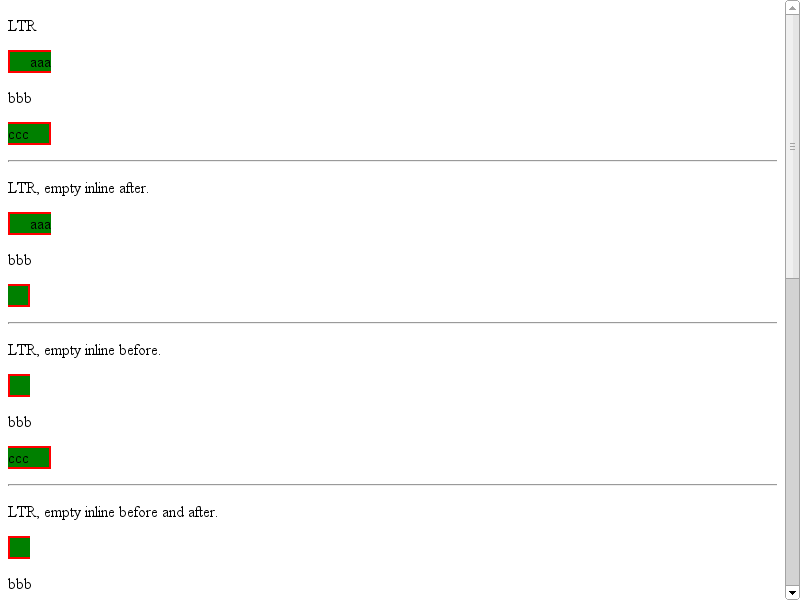 LTR
aaa
bbb
ccc
LTR, empty inline after.
aaa
bbb
LTR, empty inline before.
bbb
ccc
LTR, empty inline before and after.
bbb